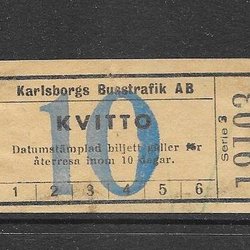 Karlsborgs Busstrafik AB
10
KVITTO
Datumstämplad biljett gäller för
återresa inom 10 dagar.
1 2 3 4 5 6
Serie 3